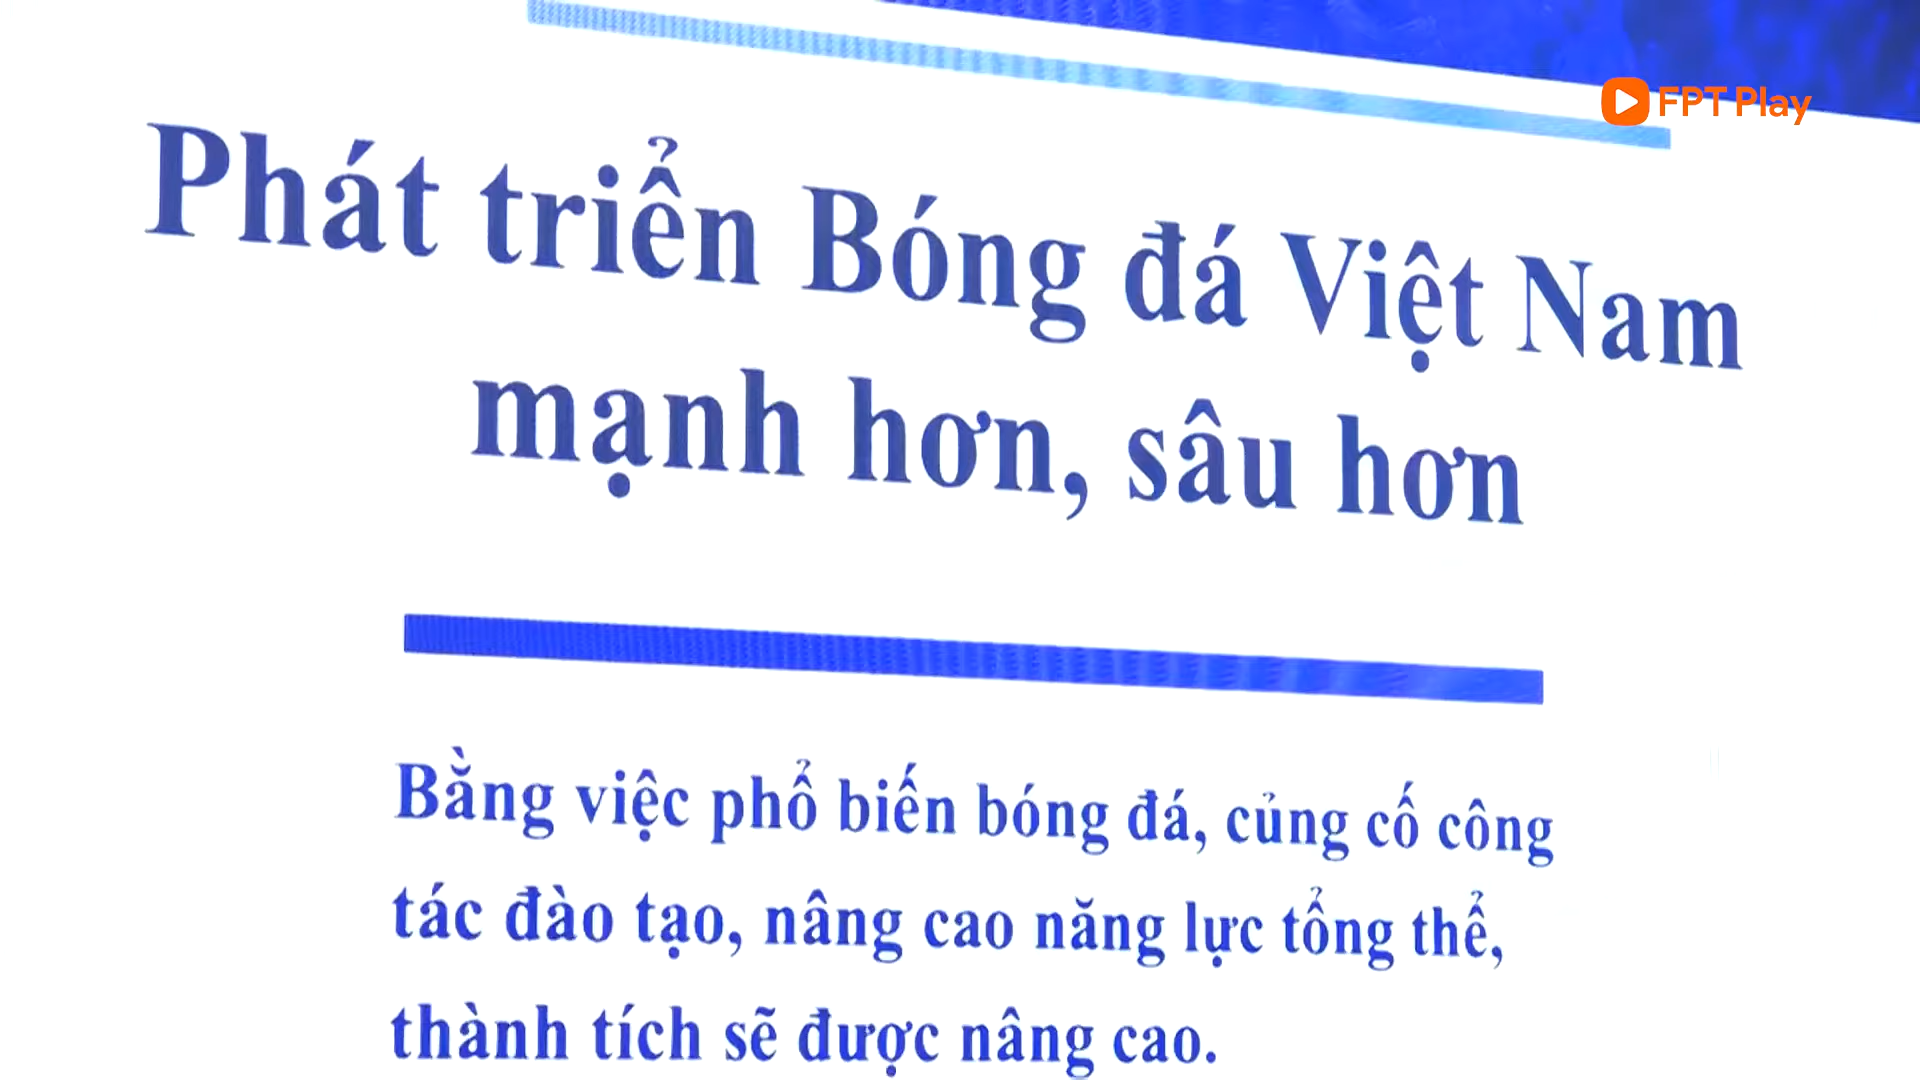 FPT Play
Phát triển Bóng đá Việt Nam
mạnh hơn, sâu hơn
Bằng việc phổ biến bóng đá, củng cố công
tác đào tạo, nâng cao năng lực tổng thể,
thành tích sẽ được nâng cao.